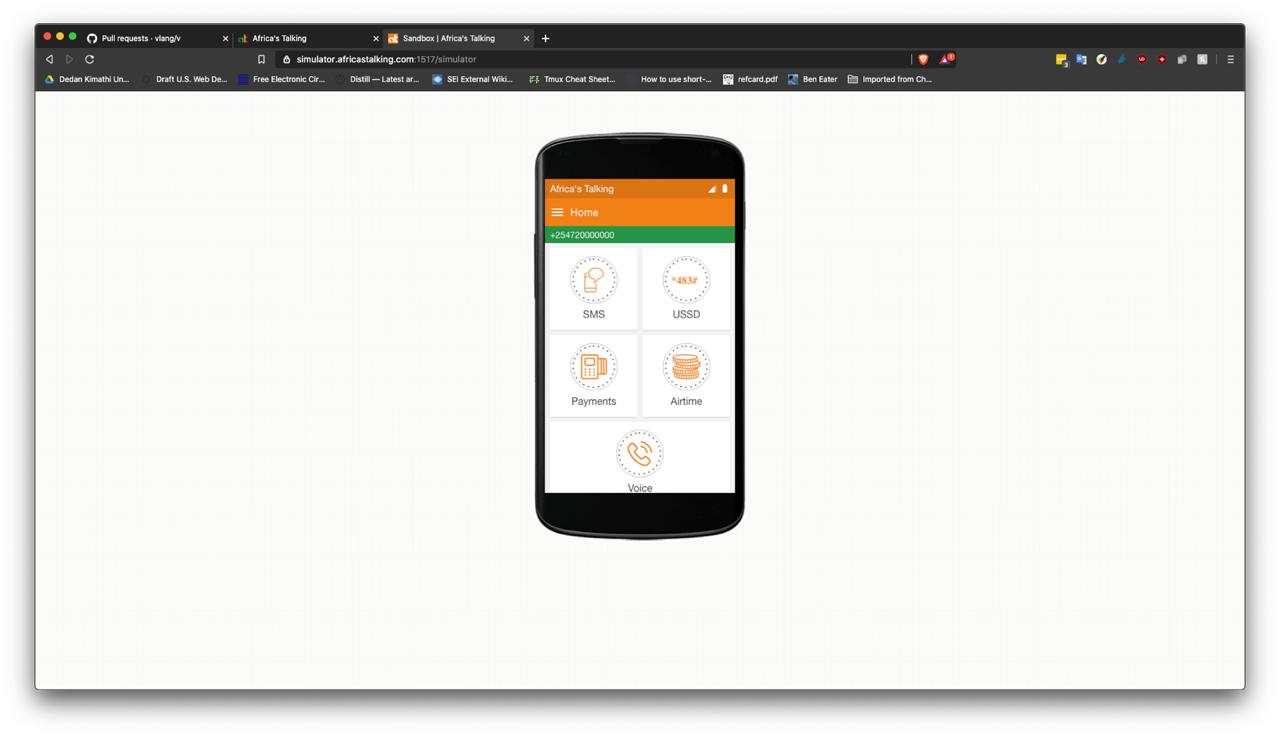 Pull requests · vlang/v
Africa's Talking
Sandbox | Africa's Talking
simulator.africastalking.com:1517/simulator
Dedan Kimathi Un...
Draft U.S. Web De...
Free Electronic Cir...
Distill — Latest ar...
SEI External Wiki...
Tmux Cheat Sheet...
How to use short-...
refcard.pdf
Ben Eater
Imported from Ch...
Africa's Talking
Home
+254720000000
SMS
*483#
USSD
Payments
Airtime
Voice